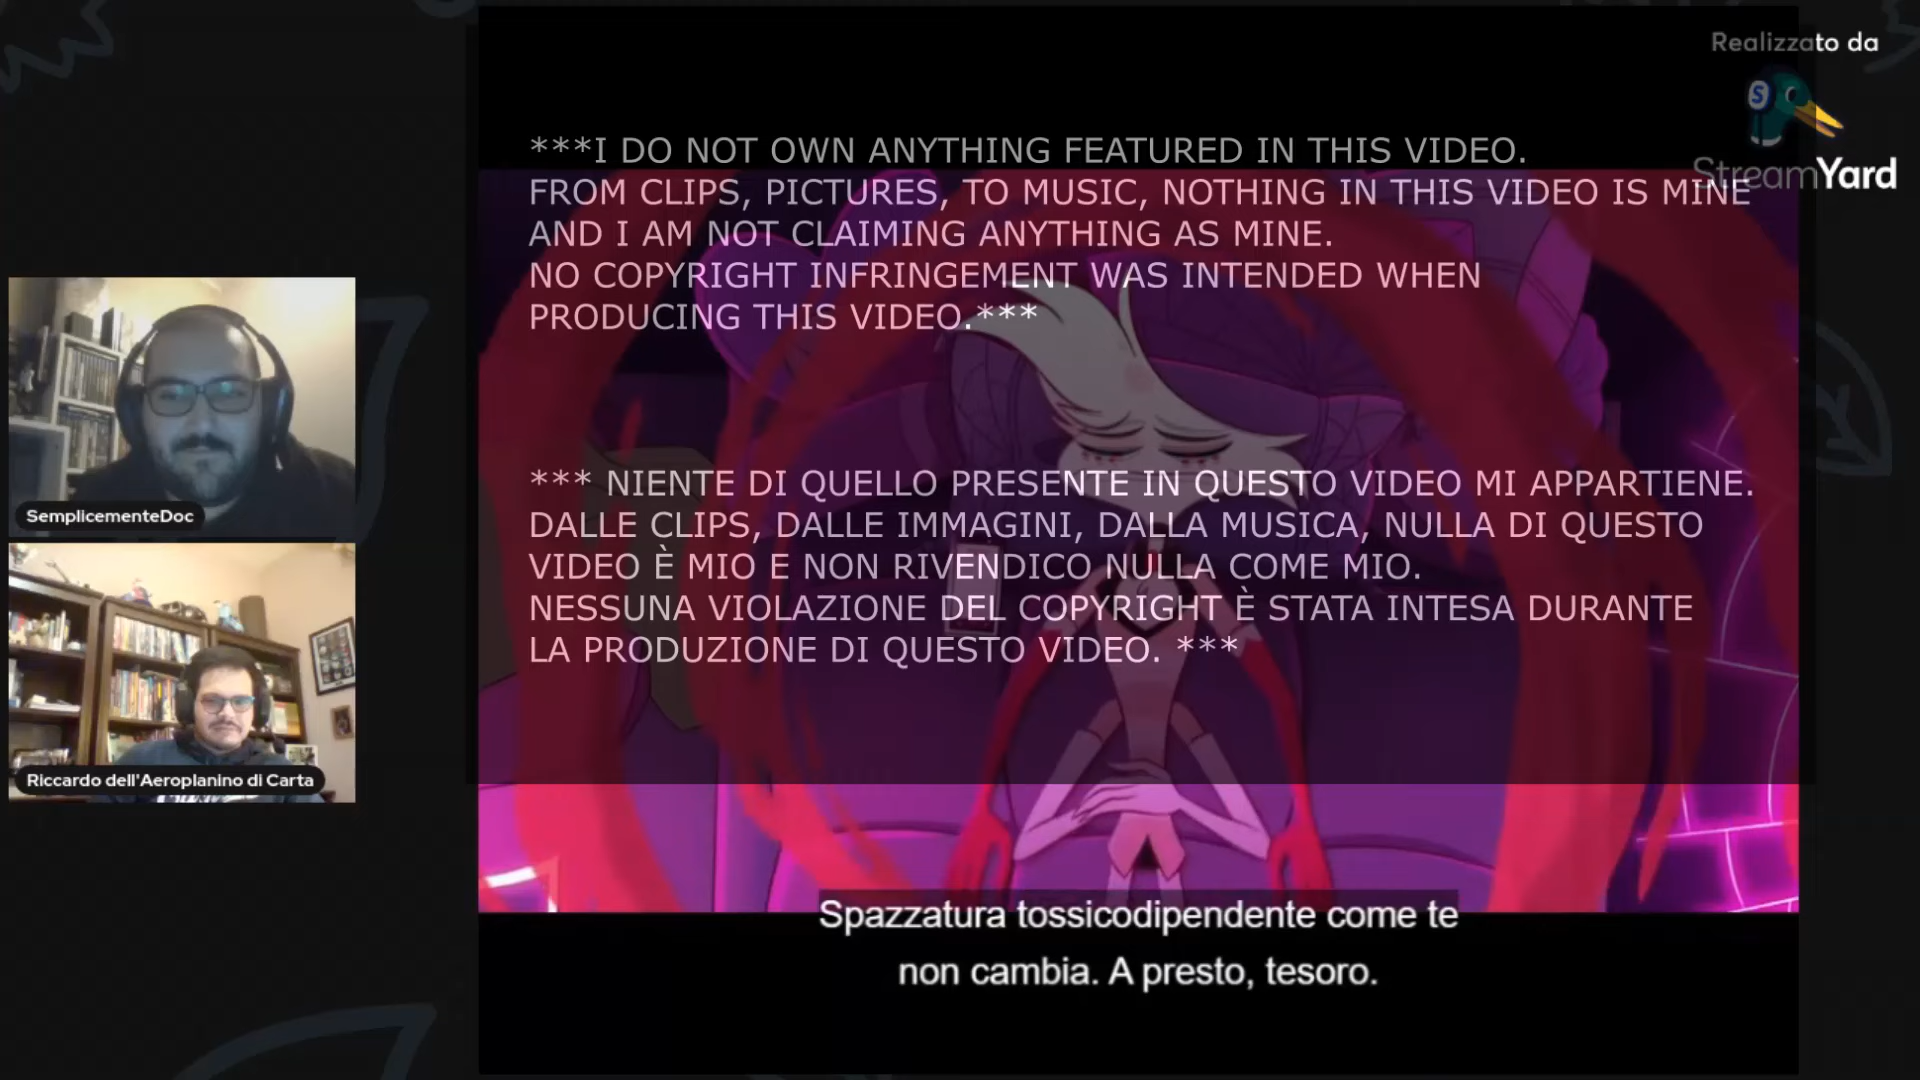 Realizzato da
StreamYard
***I DO NOT OWN ANYTHING FEATURED IN THIS VIDEO.
FROM CLIPS, PICTURES, TO MUSIC, NOTHING IN THIS VIDEO IS MINE
AND I AM NOT CLAIMING ANYTHING AS MINE.
NO COPYRIGHT INFRINGEMENT WAS INTENDED WHEN
PRODUCING THIS VIDEO.***
*** NIENTE DI QUELLO PRESENTE IN QUESTO VIDEO MI APPARTIENE.
DALLE CLIPS, DALLE IMMAGINI, DALLA MUSICA, NULLA DI QUESTO
VIDEO È MIO E NON RIVENDICO NULLA COME MIO.
NESSUNA VIOLAZIONE DEL COPYRIGHT È STATA INTESA DURANTE
LA PRODUZIONE DI QUESTO VIDEO. ***
SemplicementeDoc
Riccardo dell'Aeroplanino di Carta
Spazzatura tossicodipendente come te
non cambia. A presto, tesoro.